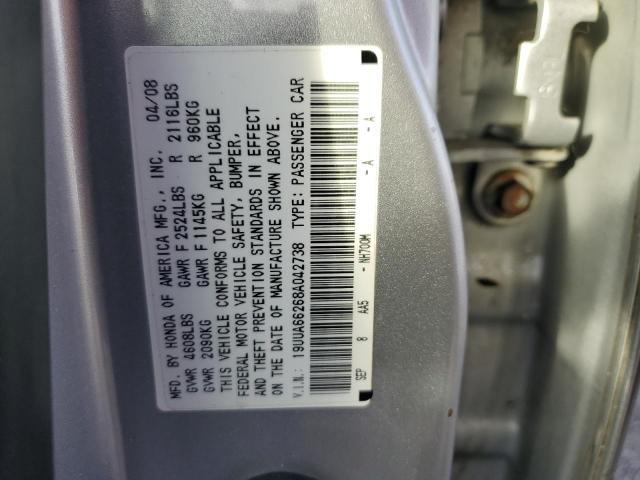 MFD. BY HONDA OF AMERICA MFG., INC. 04/08
GVWR 4608LBS GAWR F 2524LBS R 2116LBS
GVWR 2090KG GAWR F 1145KG R 960KG
THIS VEHICLE CONFORMS TO ALL APPLICABLE
FEDERAL MOTOR VEHICLE SAFETY, BUMPER,
AND THEFT PREVENTION STANDARDS IN EFFECT
ON THE DATE OF MANUFACTURE SHOWN ABOVE.
V.I.N.: 19UUA66268A042738 TYPE: PASSENGER CAR
SEP 8 AA5 - NH700M - A - A